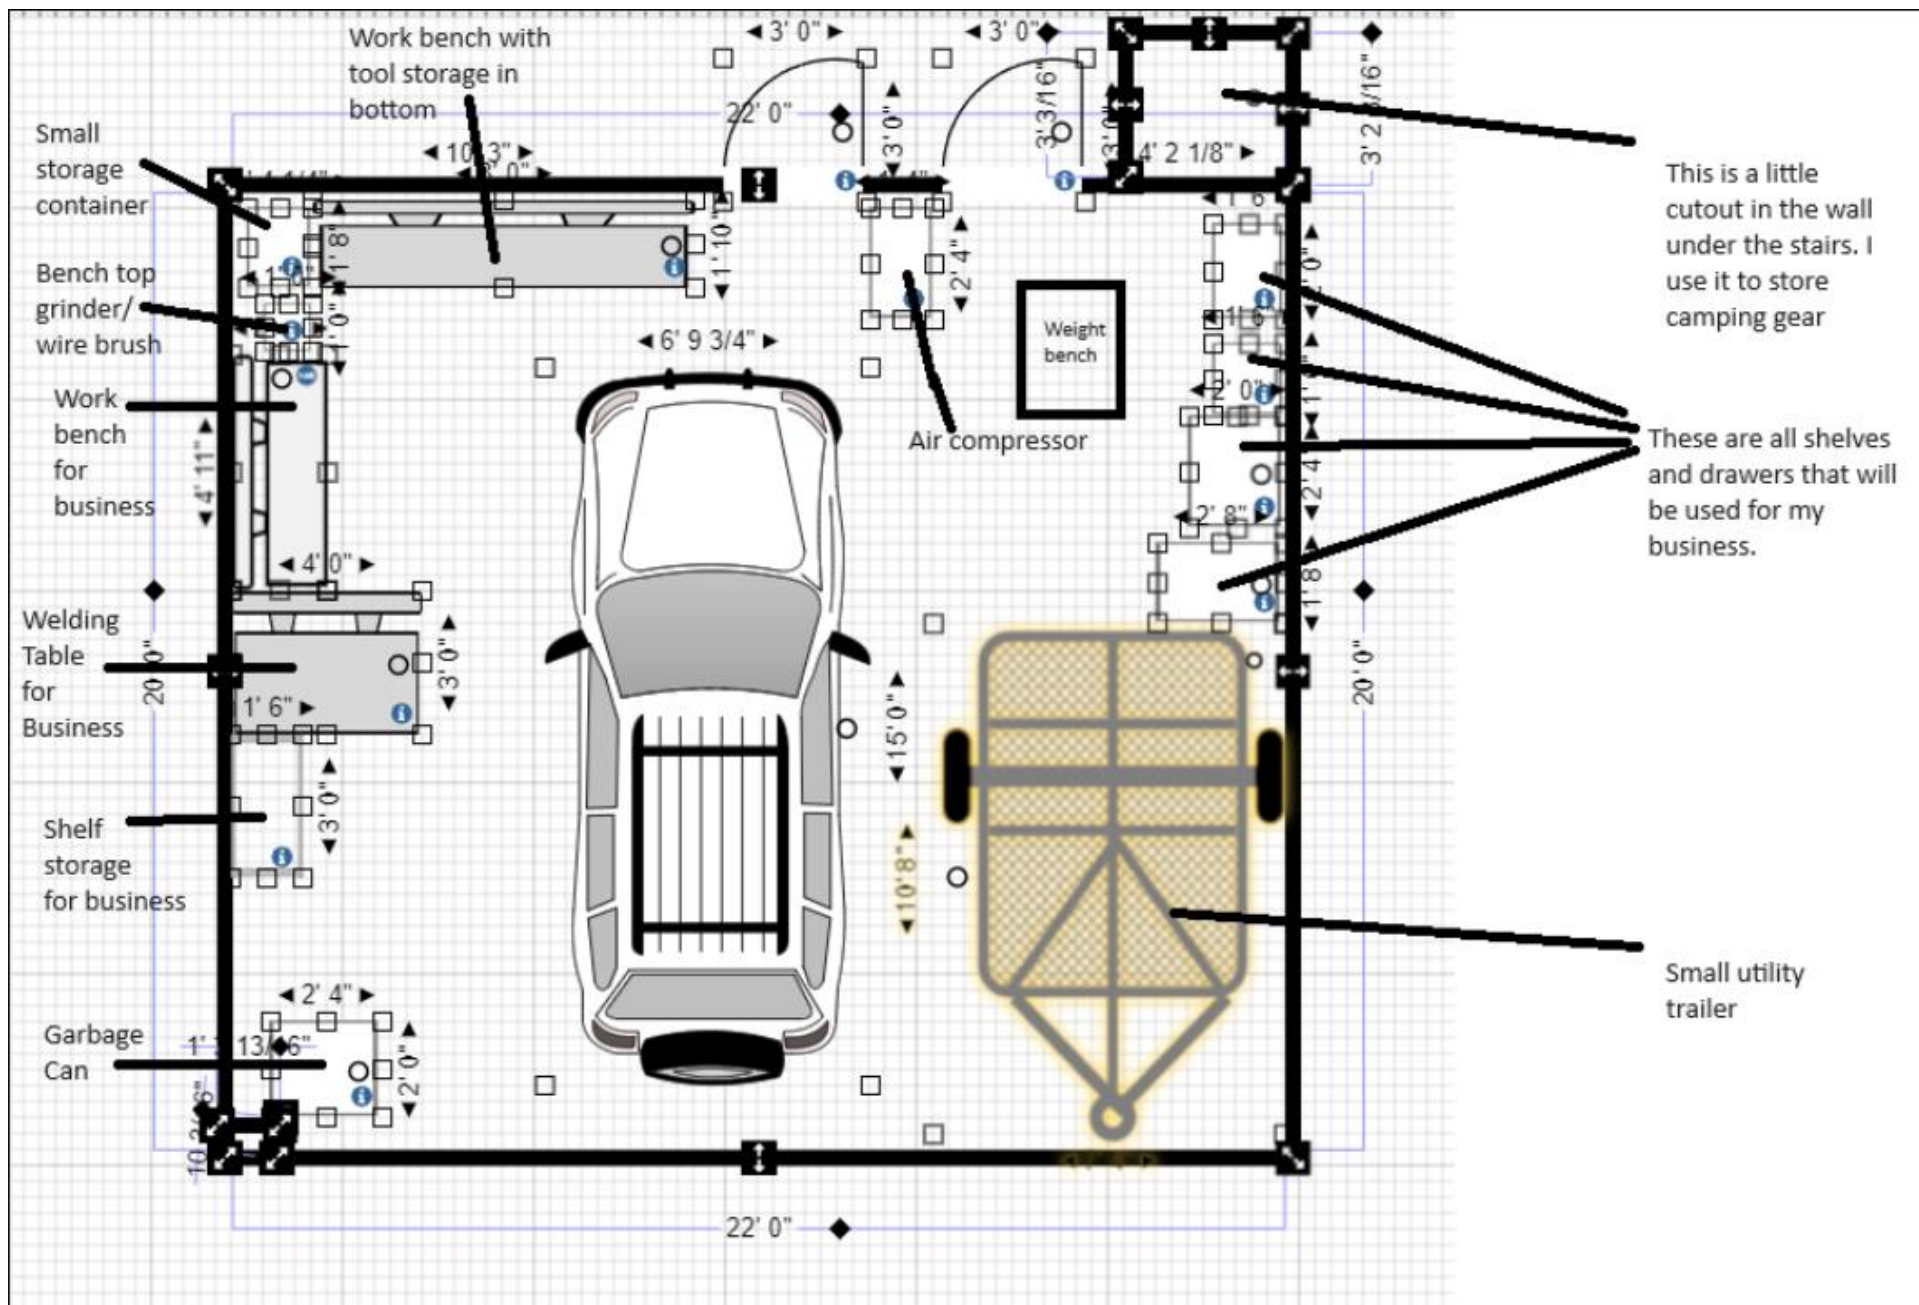 Work bench with
tool storage in
bottom
3' 0"
3' 0"
22' 0"
3' 0"
4' 2 1/8"
Small
storage
container
This is a little
cutout in the wall
under the stairs. I
use it to store
camping gear
1' 8"
1' 10"
2' 4"
Bench top
grinder/
wire brush
1' 0"
6' 9 3/4"
Weight
bench
Work
bench
for
business
4' 11"
2' 0"
Air compressor
These are all shelves
and drawers that will
be used for my
business.
2' 4"
2' 8"
1' 8"
4' 0"
Welding
Table
for
Business
3' 0"
20' 0"
20' 0"
1' 6"
15' 0"
Shelf
storage
for business
3' 0"
10' 8"
Small utility
trailer
2' 4"
Garbage
Can
2' 0"
22' 0"